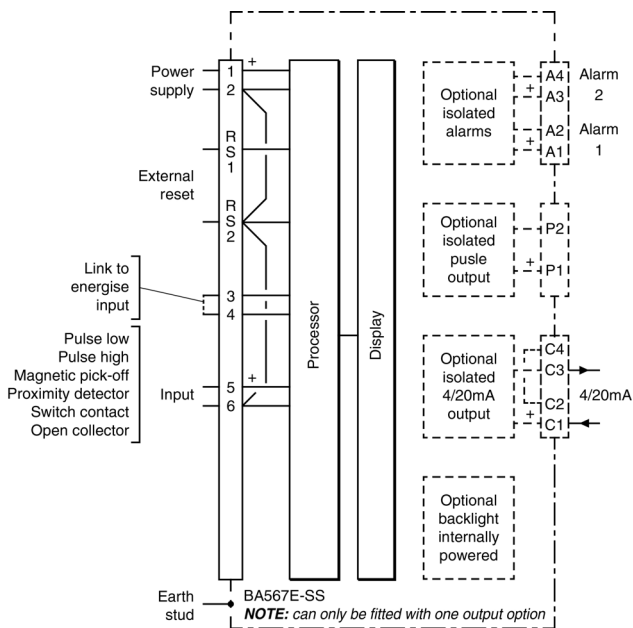 Power
supply
+
1
2
R
S
1
External
reset
R
S
2
Link to
energise
input
3
4
Pulse low
Pulse high
Magnetic pick-off
Proximity detector
Switch contact
Open collector
Input
+
5
6
Processor
Display
Optional
isolated
alarms
A4
+
A3
Alarm
2
A2
+
A1
Alarm
1
Optional
isolated
pusle
output
P2
+
P1
Optional
isolated
4/20mA
output
C4
C3
C2
+
C1
4/20mA
Optional
backlight
internally
powered
Earth
stud
BA567E-SS
NOTE: can only be fitted with one output option